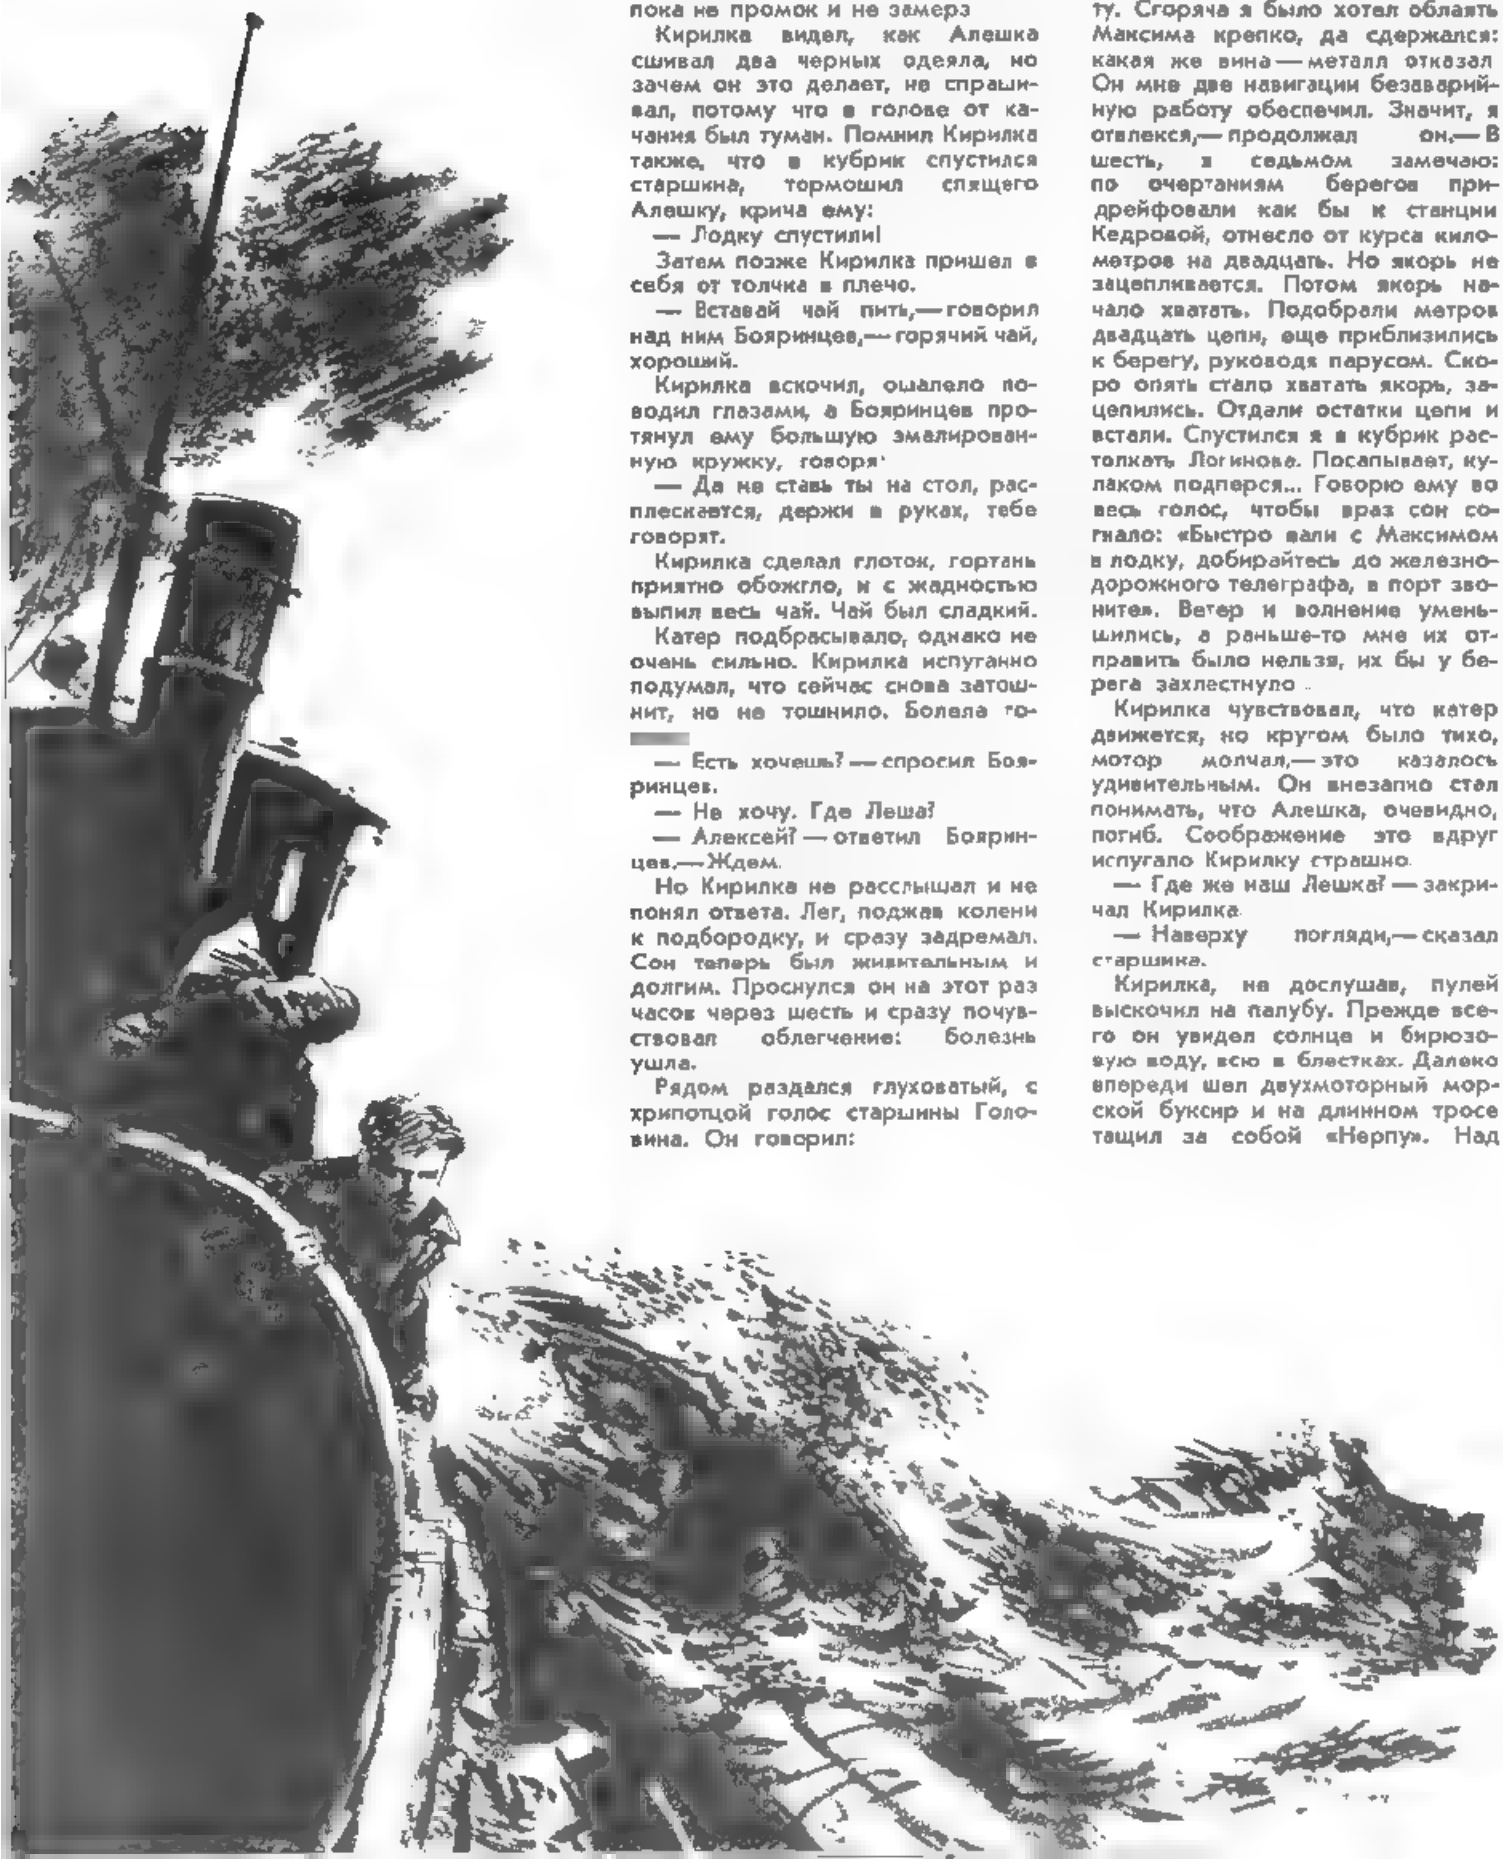 пока не промок и не замерз
Кирилка видел, как Алешка
сшивал два черных одеяла, но
зачем он это делает, не спраши-
вал, потому что в голове от ка-
чания был туман. Помнил Кирилка
также, что в кубрик спустился
старшина, тормошил спящего
Алешку, крича ему:
— Лодку спустили!
Затем позже Кирилка пришел в
себя от толчка в плечо.
— Вставай чай пить,— говорил
над ним Бояринцев,— горячий чай,
хороший.
Кирилка вскочил, ошалело по-
водил глазами, а Бояринцев про-
тянул ему большую эмалирован-
ную кружку, говоря
— Да не ставь ты на стол, рас-
плескается, держи в руках, тебе
говорят.
Кирилка сделал глоток, гортань
приятно обожгло, и с жадностью
выпил весь чай. Чай был сладкий.
Катер подбрасывало, однако не
очень сильно. Кирилка испуганно
подумал, что сейчас снова затош-
нит, но не тошнило. Болела го-
— Есть хочешь? — спросил Боя-
ринцев.
— Не хочу. Где Леша?
— Алексей? — ответил Боярин-
цев.— Ждем.
Но Кирилка не расслышал и не
понял ответа. Лег, поджав колени
к подбородку, и сразу задремал.
Сон теперь был живительным и
долгим. Проснулся он на этот раз
часов через шесть и сразу почув-
ствовал облегчение: болезнь
ушла.
Рядом раздался глуховатый, с
хрипотцой голос старшины Голо-
вина. Он говорил:
ту. Сгоряча я было хотел облаять
Максима крепко, да сдержался:
какая же вина — металл отказал
Он мне две навигации безаварий-
ную работу обеспечил. Значит, я
отвлекся,— продолжал он.— В
шесть, в седьмом замечаю:
по очертаниям берегов при-
дрейфовали как бы к станции
Кедровой, отнесло от курса кило-
метров на двадцать. Но якорь не
зацепливается. Потом якорь на-
чало хватать. Подобрали метров
двадцать цепи, еще приблизились
к берегу, руководя парусом. Ско-
ро опять стало хватать якорь, за-
цепились. Отдали остатки цепи и
встали. Спустился я в кубрик рас-
толкать Логинова. Посапывает, ку-
лаком подперся... Говорю ему во
весь голос, чтобы враз сон со-
гнало: «Быстро вали с Максимом
в лодку, добирайтесь до железно-
дорожного телеграфа, в порт зво-
ните». Ветер и волнение умень-
шились, а раньше-то мне их от-
править было нельзя, их бы у бе-
рега захлестнуло ..
Кирилка чувствовал, что катер
движется, но кругом было тихо,
мотор молчал,— это казалось
удивительным. Он внезапно стал
понимать, что Алешка, очевидно,
погиб. Соображение это вдруг
испугало Кирилку страшно.
— Где же наш Лешка? — закри-
чал Кирилка.
— Наверху погляди,— сказал
старшина.
Кирилка, не дослушав, пулей
выскочил на палубу. Прежде все-
го он увидел солнце и бирюзо-
вую воду, всю в блестках. Далеко
впереди шел двухмоторный мор-
ской буксир и на длинном тросе
тащил за собой «Нерпу». Над